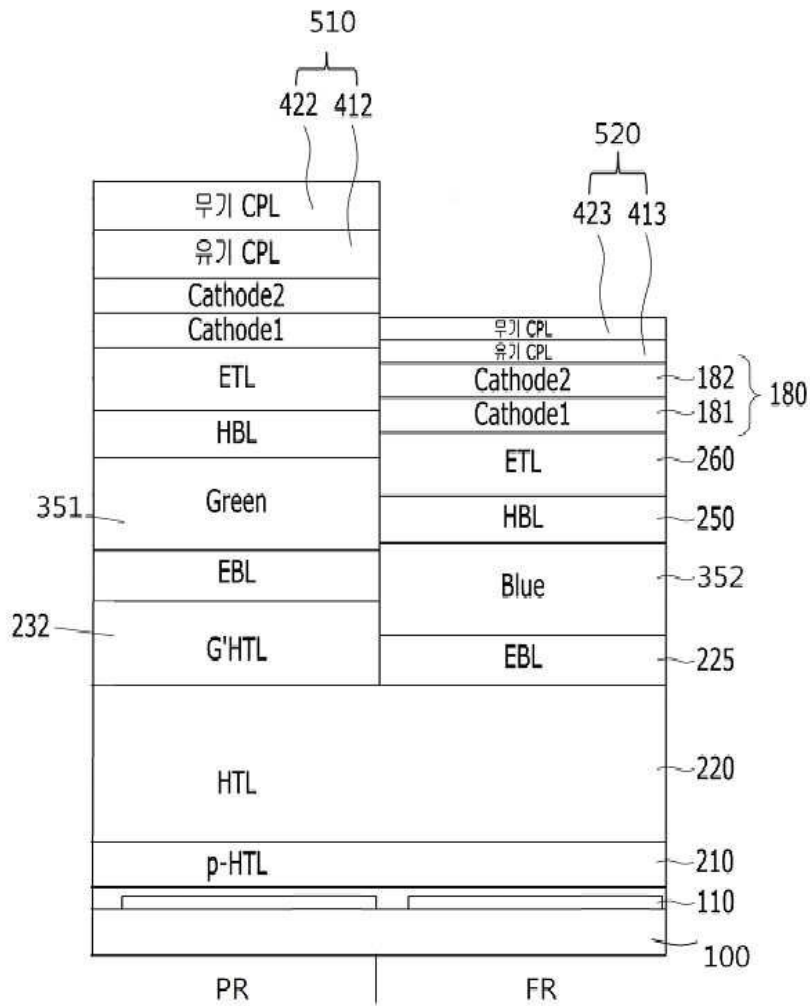 510
422 412
520
423 413
무기 CPL
유기 CPL
Cathode2
Cathode1
무기 CPL
유기 CPL
ETL
Cathode2 182
180
Cathode1 181
HBL
ETL 260
351 Green
HBL 250
EBL
Blue 352
232 G'HTL
EBL 225
HTL 220
p-HTL 210
110
100
PR FR